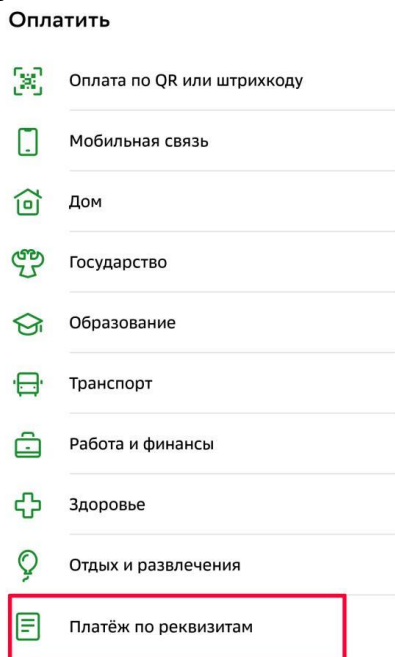 Оплатить
Оплата по QR или штрихкоду
Мобильная связь
Дом
Государство
Образование
Транспорт
Работа и финансы
Здоровье
Отдых и развлечения
Платёж по реквизитам